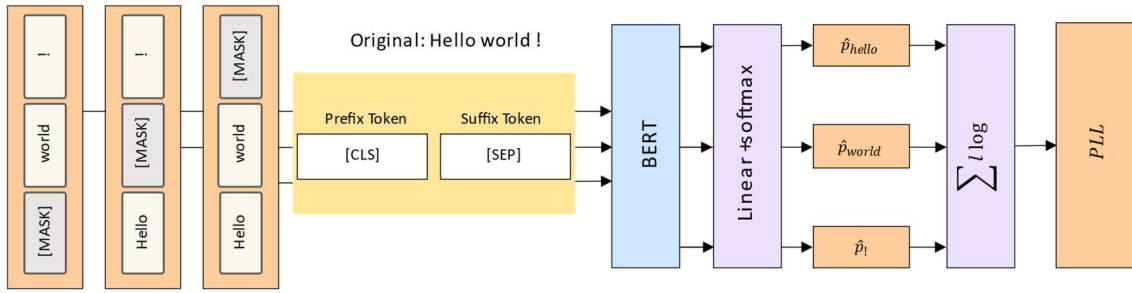 !
world
[MASK]
!
[MASK]
Hello
[MASK]
world
Hello
Original: Hello world !
Prefix Token
Suffix Token
[CLS]
[SEP]
BERT
Linear +softmax
p̂hello
p̂world
p̂!
∑ l log
PLL